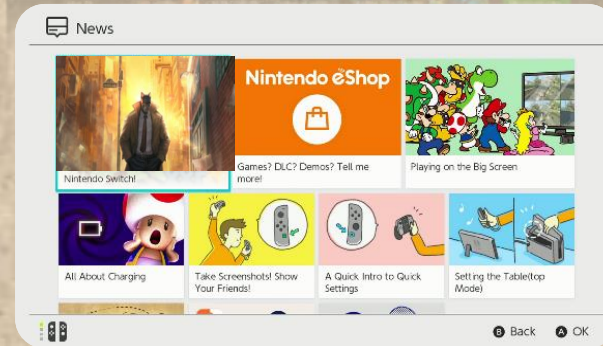 News
Nintendo Switch!
Nintendo eShop
Games? DLC? Demos? Tell me
more!
Playing on the Big Screen
All About Charging
Take Screenshots! Show
Your Friends!
A Quick Intro to Quick
Settings
Setting the Table(top
Mode)
B Back
A OK